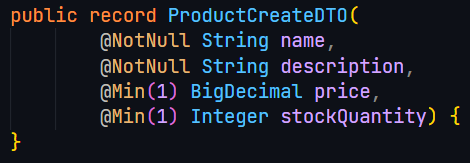 public record ProductCreateDTO(
        @NotNull String name,
        @NotNull String description,
        @Min(1) BigDecimal price,
        @Min(1) Integer stockQuantity) {
}